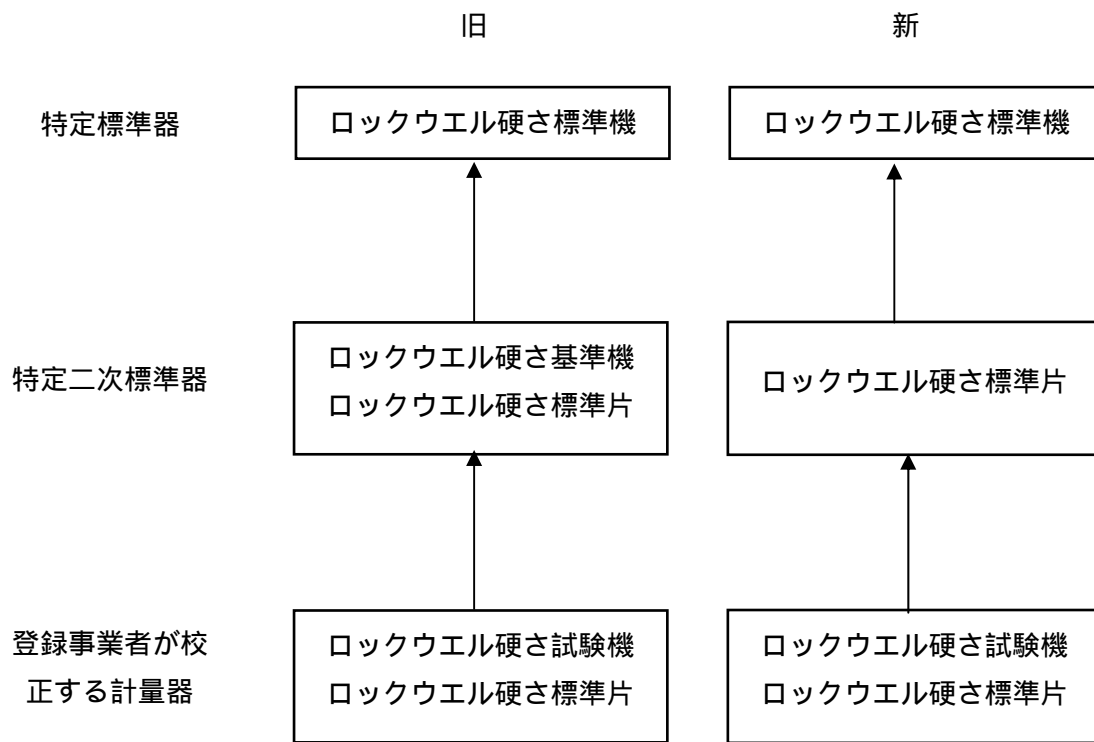 旧
新
特定標準器
ロックウエル硬さ標準機
ロックウエル硬さ標準機
特定二次標準器
ロックウエル硬さ基準機
ロックウエル硬さ標準片
ロックウエル硬さ標準片
登録事業者が校
正する計量器
ロックウエル硬さ試験機
ロックウエル硬さ標準片
ロックウエル硬さ試験機
ロックウエル硬さ標準片